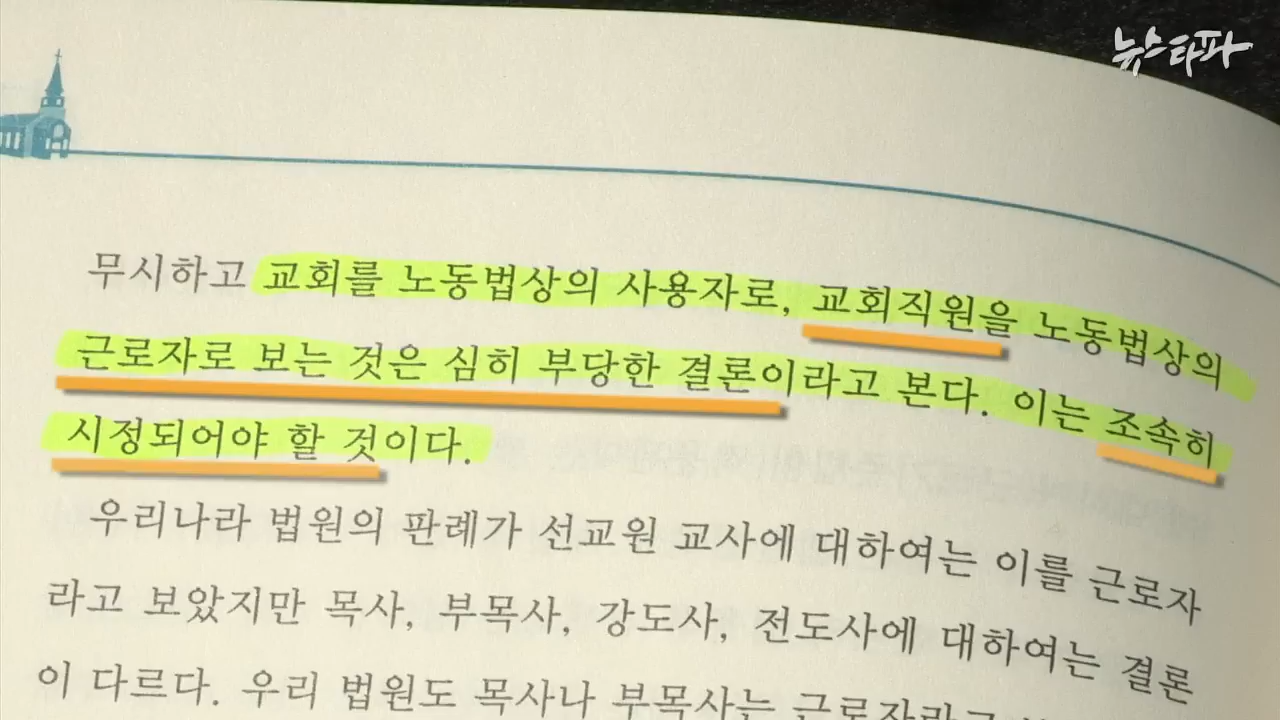 뉴스타파
무시하고 교회를 노동법상의 사용자로, 교회직원을 노동법상의
근로자로 보는 것은 심히 부당한 결론이라고 본다. 이는 조속히
시정되어야 할 것이다.
우리나라 법원의 판례가 선교원 교사에 대하여는 이를 근로자
라고 보았지만 목사, 부목사, 강도사, 전도사에 대하여는 결론
이 다르다. 우리 법원도 목사나 부목사는 근로자라고